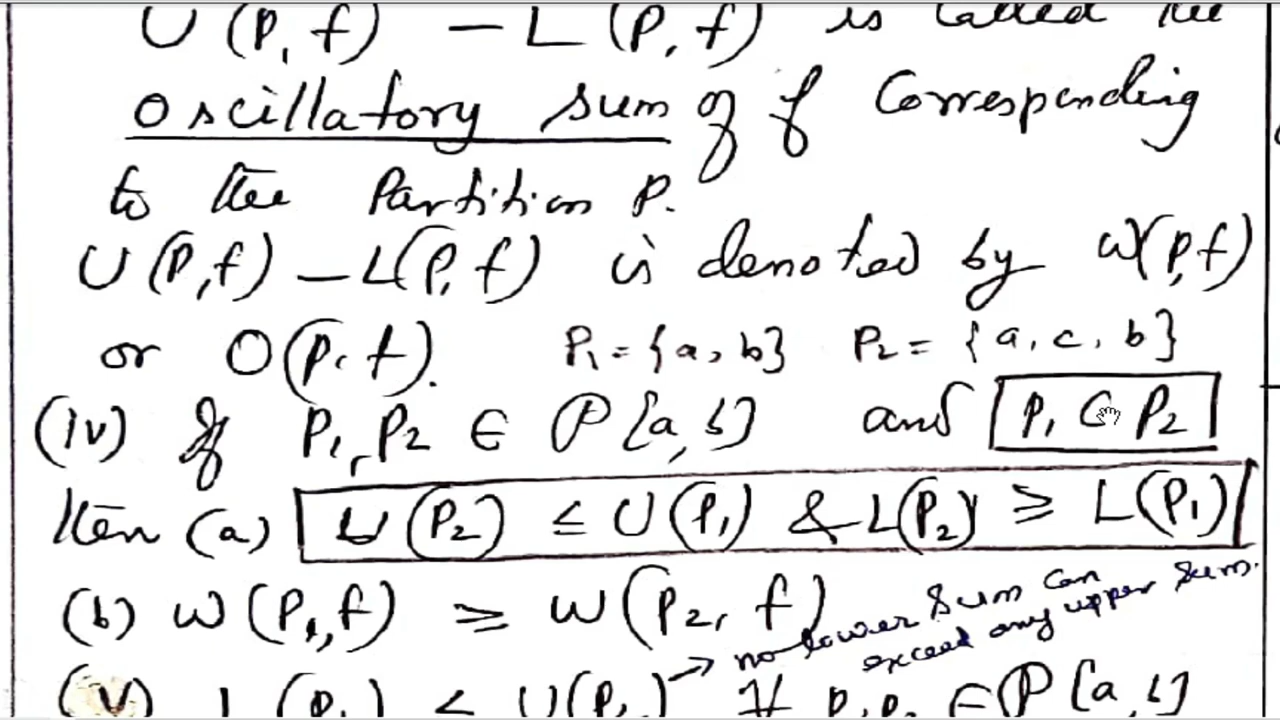 U (P, f) - L (P, f) is called the
Oscillatory sum of f Corresponding
to the Partition P.
U (P, f) - L(P, f) is denoted by W(P, f)
or O(P, f). P₁ = {a, b} P₂ = {a, c, b}
(iv) If P₁, P₂ ∈ P[a, b] and P₁ ⊂ P₂
then (a) U(P₂) ≤ U(P₁) & L(P₂) ≥ L(P₁)
(b) W(P₁, f) ≥ W(P₂, f)
→ no lower sum can
exceed any upper sum.
(v)
∈ P[a, b]